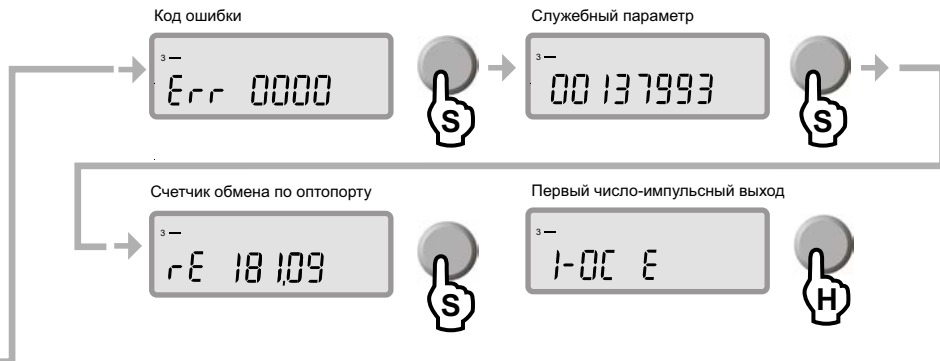 Код ошибки
3
Err 0000
S
Служебный параметр
3
00137993
S
Счетчик обмена по оптопорту
3
rE 181,09
S
Первый число-импульсный выход
3
1-OC E
H